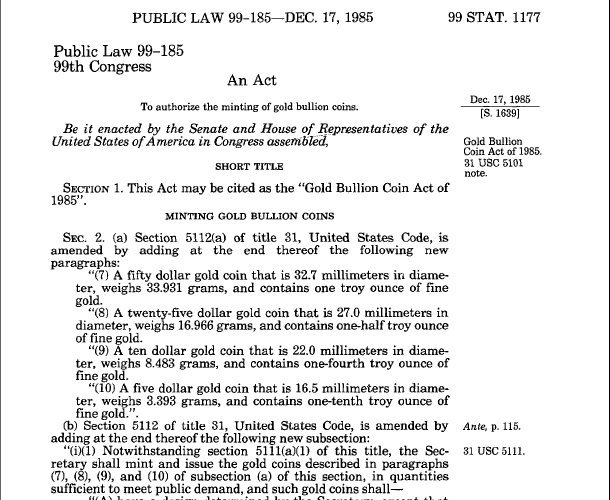 PUBLIC LAW 99–185—DEC. 17, 1985 99 STAT. 1177
Public Law 99–185
99th Congress
An Act
To authorize the minting of gold bullion coins.
Dec. 17, 1985
[S. 1639]
Be it enacted by the Senate and House of Representatives of the
United States of America in Congress assembled,
Gold Bullion
Coin Act of 1985.
31 USC 5101
note.
SHORT TITLE
SECTION 1. This Act may be cited as the “Gold Bullion Coin Act of
1985”.
MINTING GOLD BULLION COINS
SEC. 2. (a) Section 5112(a) of title 31, United States Code, is
amended by adding at the end thereof the following new
paragraphs:
“(7) A fifty dollar gold coin that is 32.7 millimeters in diame-
ter, weighs 33.931 grams, and contains one troy ounce of fine
gold.
“(8) A twenty-five dollar gold coin that is 27.0 millimeters in
diameter, weighs 16.966 grams, and contains one-half troy ounce
of fine gold.
“(9) A ten dollar gold coin that is 22.0 millimeters in diame-
ter, weighs 8.483 grams, and contains one-fourth troy ounce of
fine gold.
“(10) A five dollar gold coin that is 16.5 millimeters in diame-
ter, weighs 3.393 grams, and contains one-tenth troy ounce of
fine gold.”.
(b) Section 5112 of title 31, United States Code, is amended by
adding at the end thereof the following new subsection:
Ante, p. 115.
“(i)(1) Notwithstanding section 5111(a)(1) of this title, the Sec-
retary shall mint and issue the gold coins described in paragraphs
(7), (8), (9), and (10) of subsection (a) of this section, in quantities
sufficient to meet public demand, and such gold coins shall—
31 USC 5111.